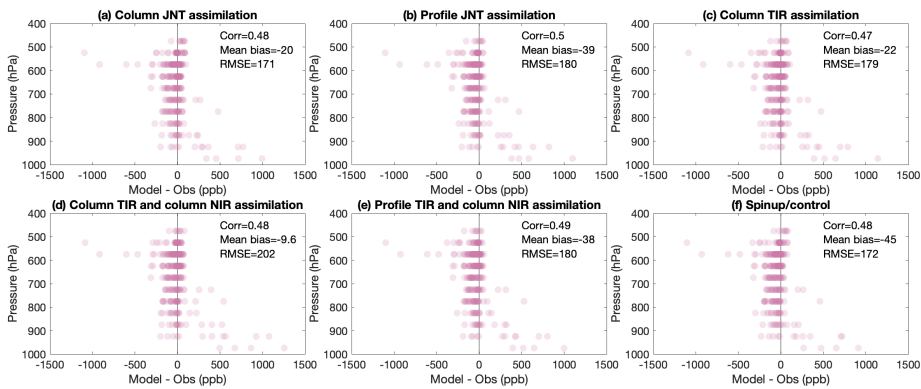 (a) Column JNT assimilation
Corr=0.48
Mean bias=-20
RMSE=171
400
500
600
700
800
900
1000
Pressure (hPa)
-1500
-1000
-500
0
500
1000
1500
Model - Obs (ppb)
(b) Profile JNT assimilation
Corr=0.5
Mean bias=-39
RMSE=180
400
500
600
700
800
900
1000
Pressure (hPa)
-1500
-1000
-500
0
500
1000
1500
Model - Obs (ppb)
(c) Column TIR assimilation
Corr=0.47
Mean bias=-22
RMSE=179
400
500
600
700
800
900
1000
Pressure (hPa)
-1500
-1000
-500
0
500
1000
1500
Model - Obs (ppb)
(d) Column TIR and column NIR assimilation
Corr=0.48
Mean bias=-9.6
RMSE=202
400
500
600
700
800
900
1000
Pressure (hPa)
-1500
-1000
-500
0
500
1000
1500
Model - Obs (ppb)
(e) Profile TIR and column NIR assimilation
Corr=0.49
Mean bias=-38
RMSE=180
400
500
600
700
800
900
1000
Pressure (hPa)
-1500
-1000
-500
0
500
1000
1500
Model - Obs (ppb)
(f) Spinup/control
Corr=0.48
Mean bias=-45
RMSE=172
400
500
600
700
800
900
1000
Pressure (hPa)
-1500
-1000
-500
0
500
1000
1500
Model - Obs (ppb)